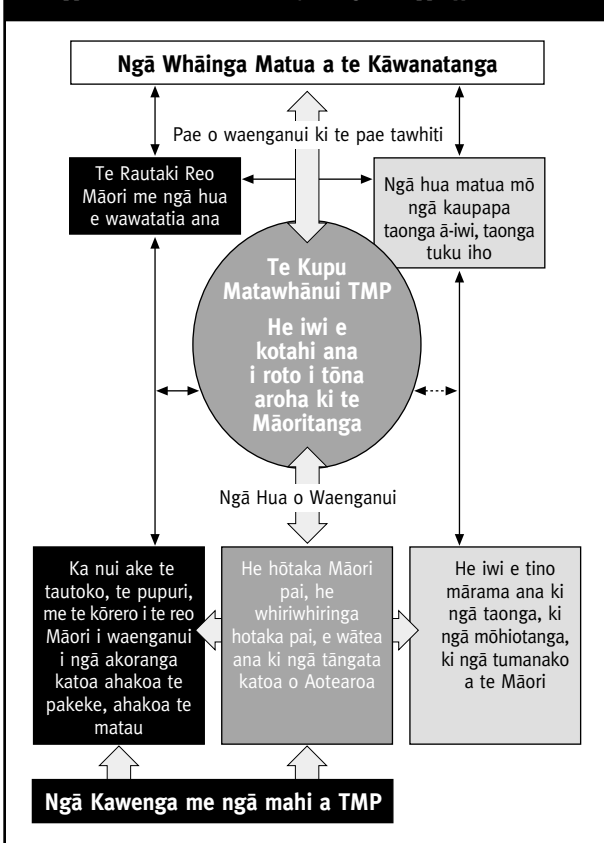 Ngā Whāinga Matua a te Kāwanatanga
Pae o waenganui ki te pae tawhiti
Te Rautaki Reo
Māori me ngā hua
e wawatatia ana
Ngā hua matua mō
ngā kaupapa
taonga ā-iwi, taonga
tuku iho
Te Kupu
Matawhānui TMP
He iwi e
kotahi ana
i roto i tōna
aroha ki te
Māoritanga
Ngā Hua o Waenganui
Ka nui ake te
tautoko, te pupuri,
me te kōrero i te reo
Māori i waenganui
i ngā akoranga
katoa ahakoa te
pakeke, ahakoa te
matau
He hōtaka Māori
pai, he
whiriwhiringa
hotaka pai, e wātea
ana ki ngā tāngata
katoa o Aotearoa
He iwi e tino
mārama ana ki
ngā taonga, ki
ngā mōhiotanga,
ki ngā tumanako
a te Māori
Ngā Kawenga me ngā mahi a TMP